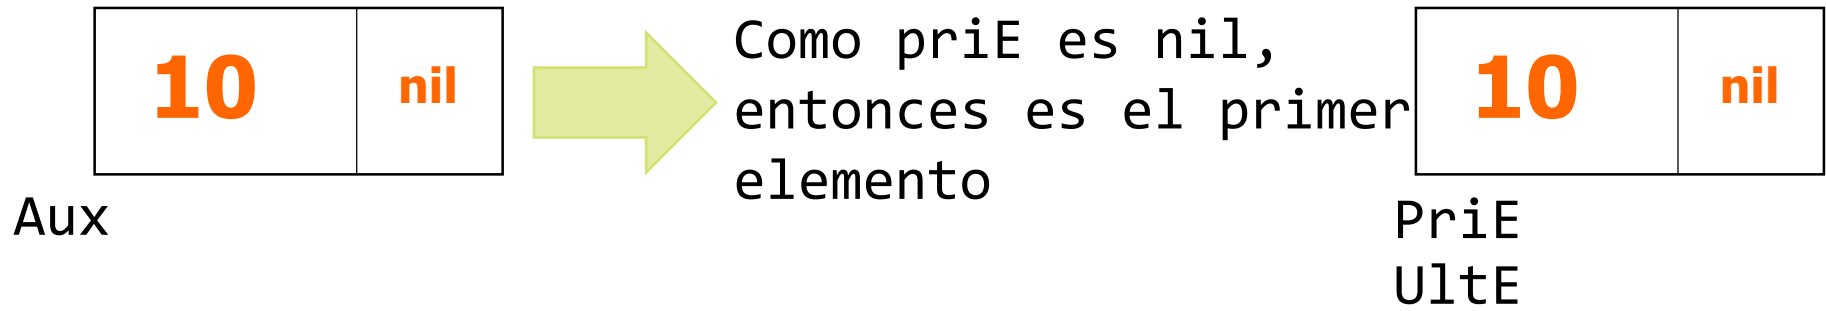 10 nil
Aux
Como priE es nil,
entonces es el primer
elemento
10 nil
PriE
UltE